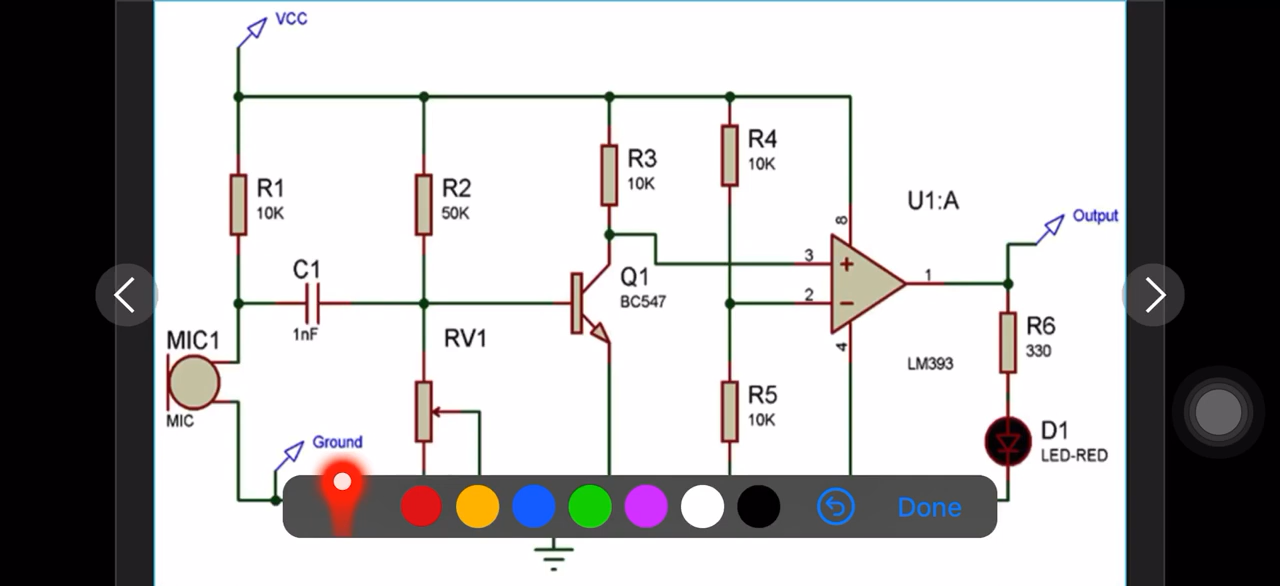 VCC
R1
10K
R2
50K
R3
10K
R4
10K
U1:A
8
Output
3
1
2
4
LM393
C1
1nF
Q1
BC547
RV1
MIC1
MIC
R5
10K
R6
330
D1
LED-RED
Ground
Done